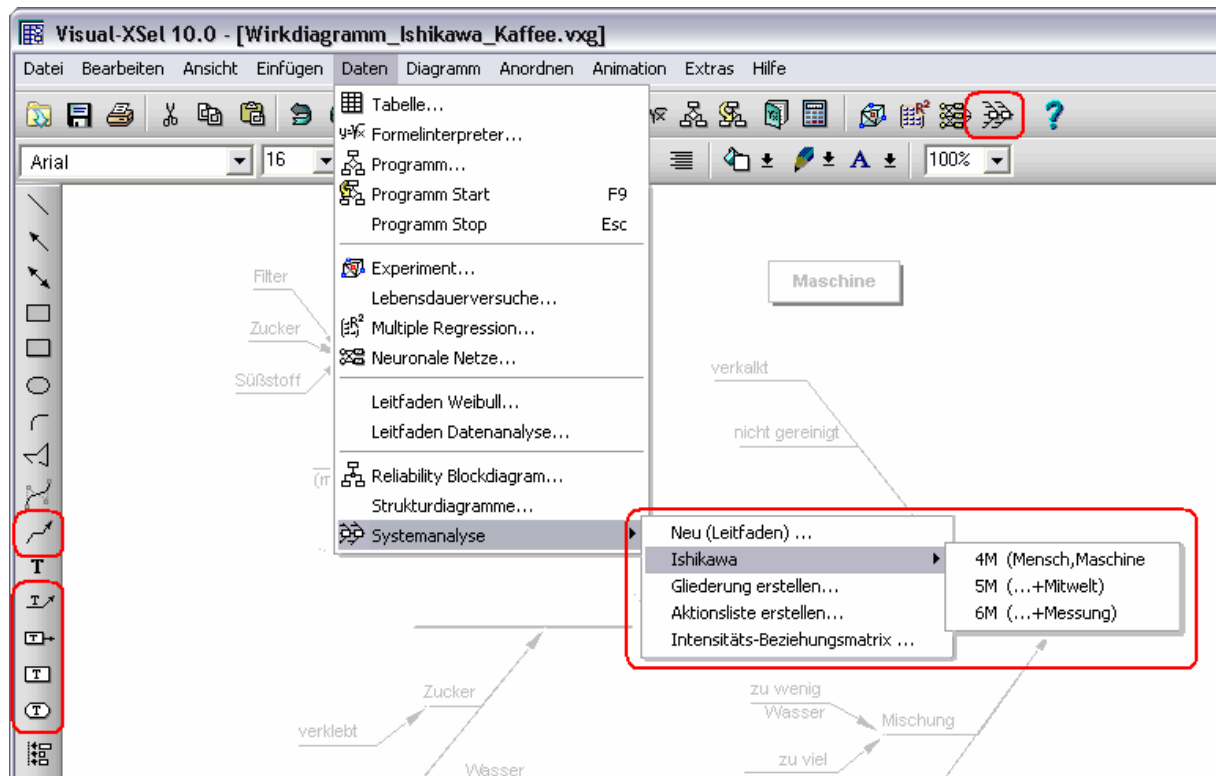 Visual-XSel 10.0 - [Wirkdiagramm_Ishikawa_Kaffee.vxg]
Datei Bearbeiten Ansicht Einfügen Daten Diagramm Anordnen Animation Extras Hilfe
Arial 16 A 100%
Tabelle...
y=√x Formelinterpreter...
Programm...
Programm Start F9
Programm Stop Esc
Experiment...
Lebensdauerversuche...
R² Multiple Regression...
Neuronale Netze...
Leitfaden Weibull...
Leitfaden Datenanalyse...
Reliability Blockdiagram...
Strukturdiagramme...
Systemanalyse
Neu (Leitfaden) ...
Ishikawa
Gliederung erstellen...
Aktionsliste erstellen...
Intensitäts-Beziehungsmatrix ...
4M (Mensch,Maschine
5M (...+Mitwelt)
6M (...+Messung)
T
T
T
T
T
Filter
Zucker
Süßstoff
Maschine
verkalkt
nicht gereinigt
Zucker
verklebt
Wasser
zu wenig
Wasser
Mischung
zu viel